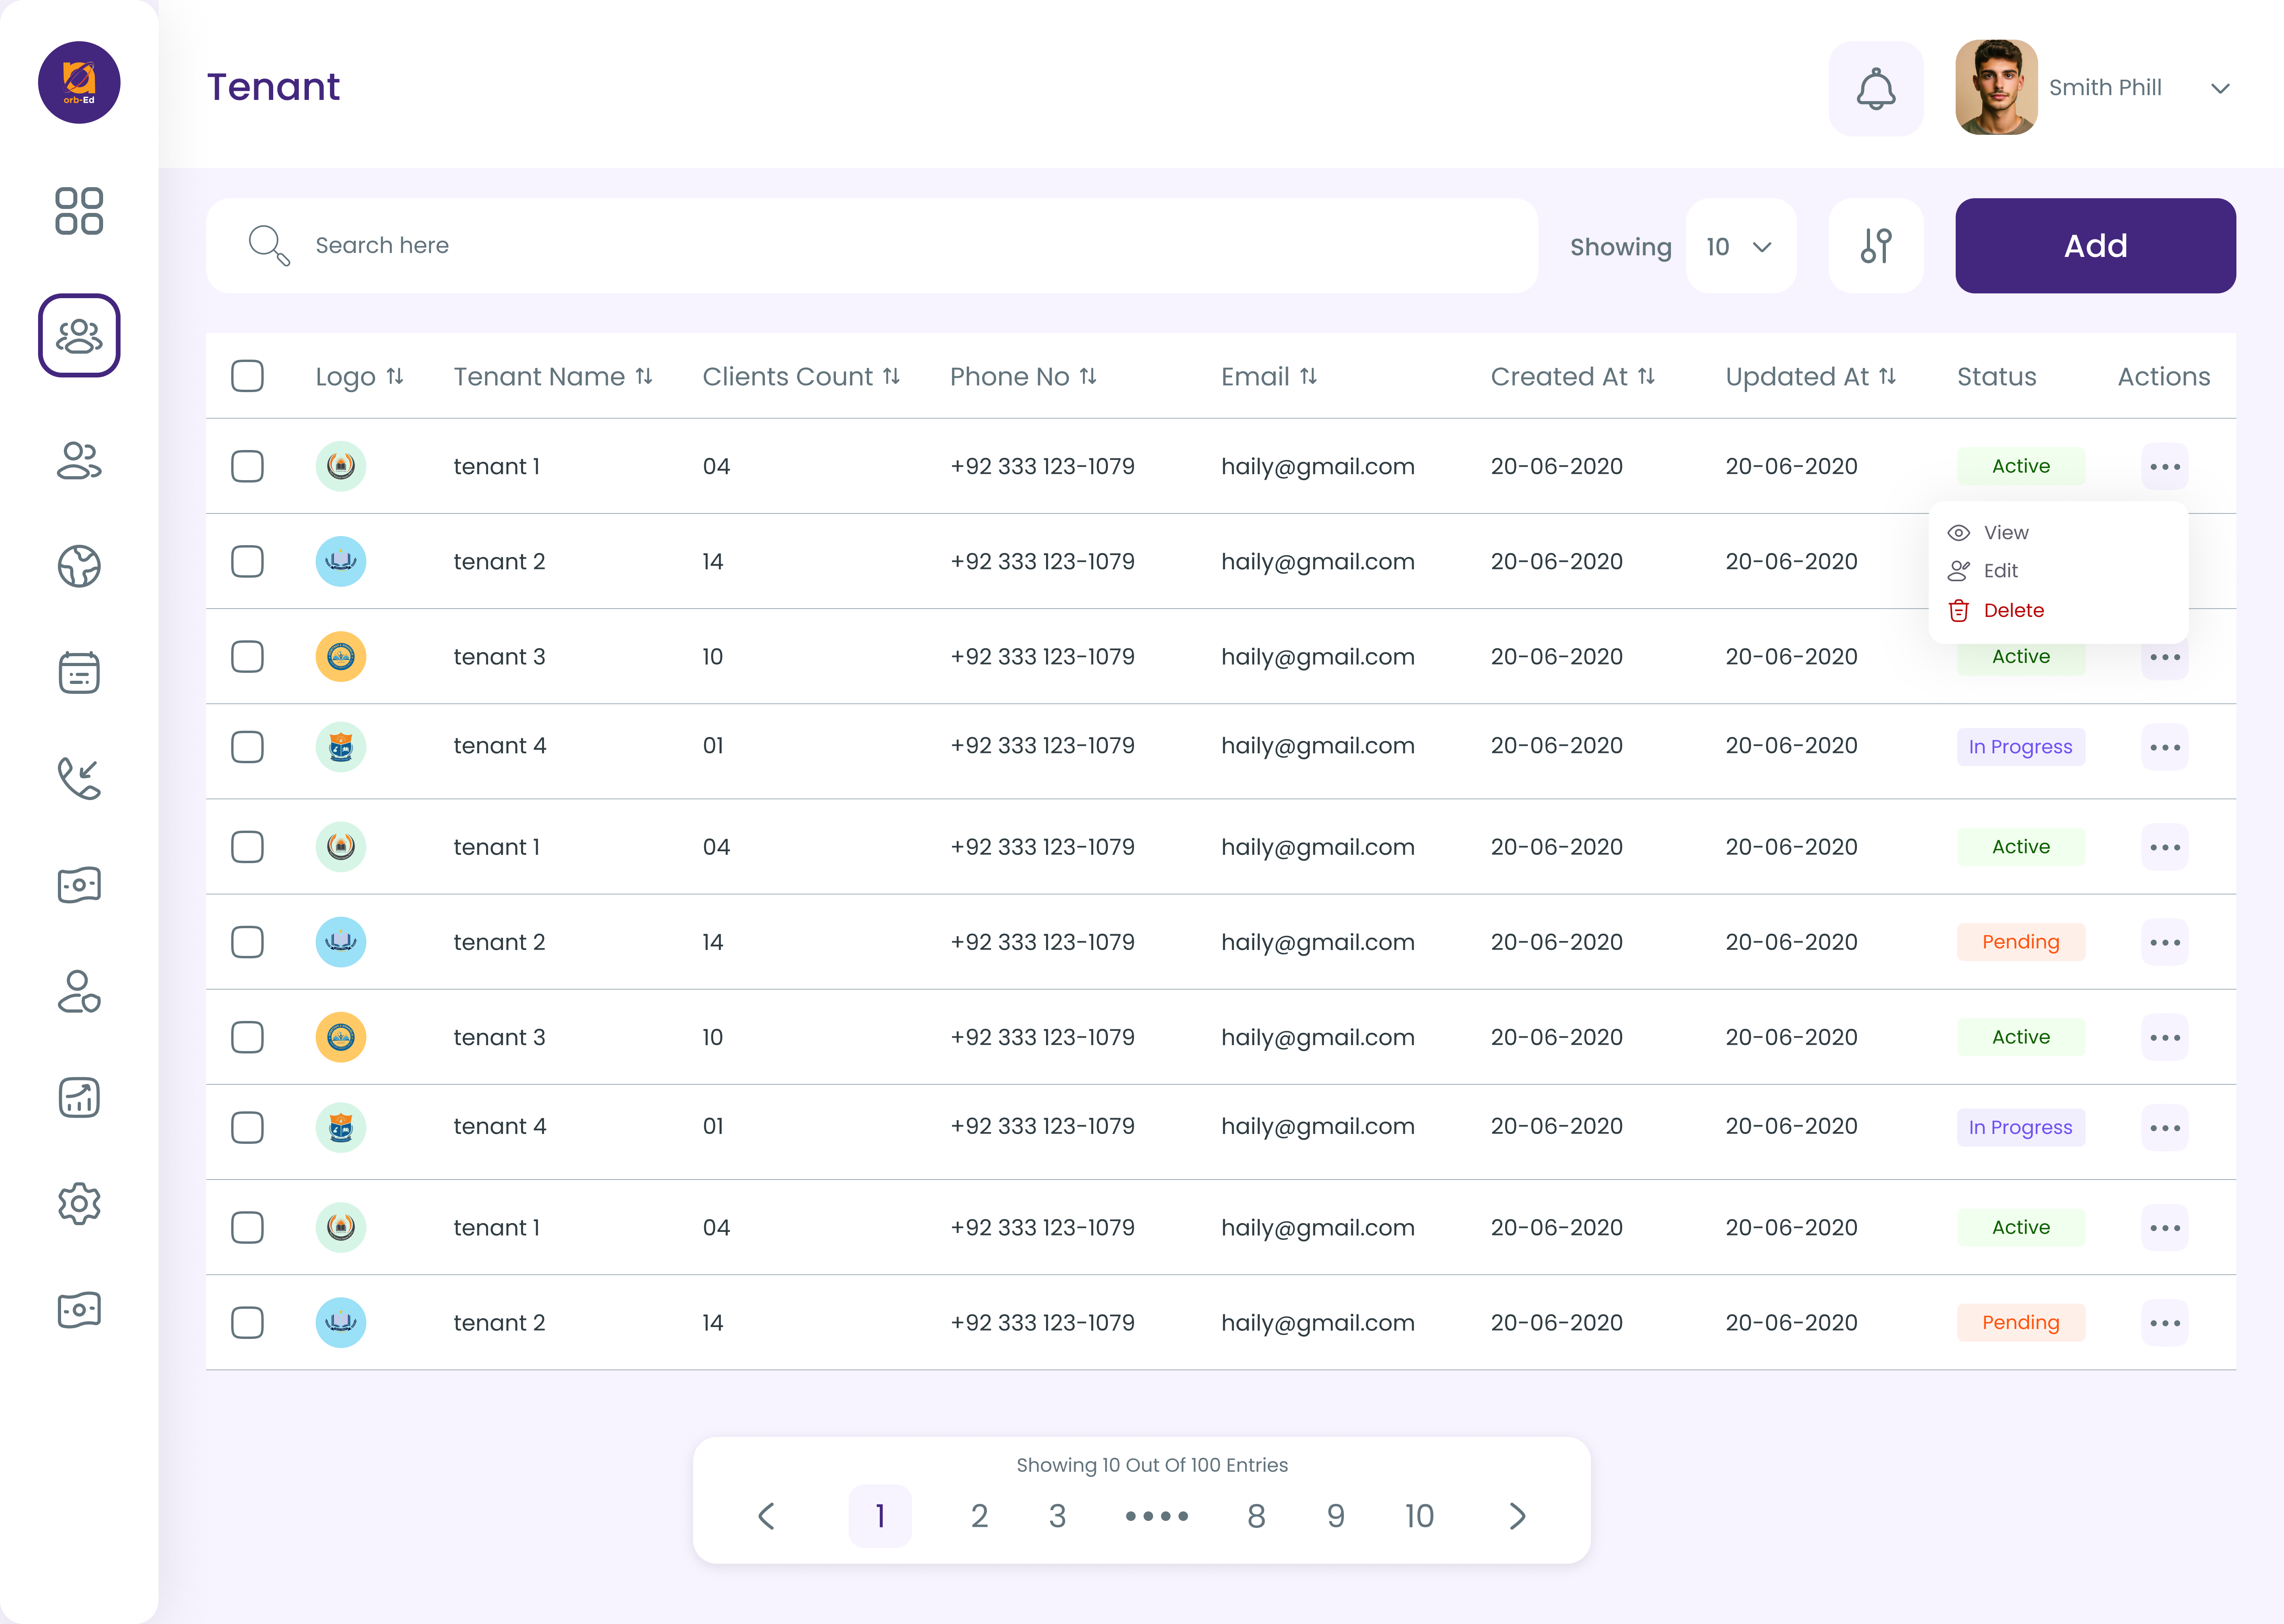 orb-Ed
Tenant
Smith Phill
Search here
Showing
10
Add
Logo Tenant Name Clients Count Phone No Email Created At Updated At Status Actions
tenant 1 04 +92 333 123-1079 haily@gmail.com 20-06-2020 20-06-2020 Active
View
Edit
Delete
tenant 2 14 +92 333 123-1079 haily@gmail.com 20-06-2020 20-06-2020
tenant 3 10 +92 333 123-1079 haily@gmail.com 20-06-2020 20-06-2020 Active
tenant 4 01 +92 333 123-1079 haily@gmail.com 20-06-2020 20-06-2020 In Progress
tenant 1 04 +92 333 123-1079 haily@gmail.com 20-06-2020 20-06-2020 Active
tenant 2 14 +92 333 123-1079 haily@gmail.com 20-06-2020 20-06-2020 Pending
tenant 3 10 +92 333 123-1079 haily@gmail.com 20-06-2020 20-06-2020 Active
tenant 4 01 +92 333 123-1079 haily@gmail.com 20-06-2020 20-06-2020 In Progress
tenant 1 04 +92 333 123-1079 haily@gmail.com 20-06-2020 20-06-2020 Active
tenant 2 14 +92 333 123-1079 haily@gmail.com 20-06-2020 20-06-2020 Pending
Showing 10 Out Of 100 Entries
1 2 3 •••• 8 9 10